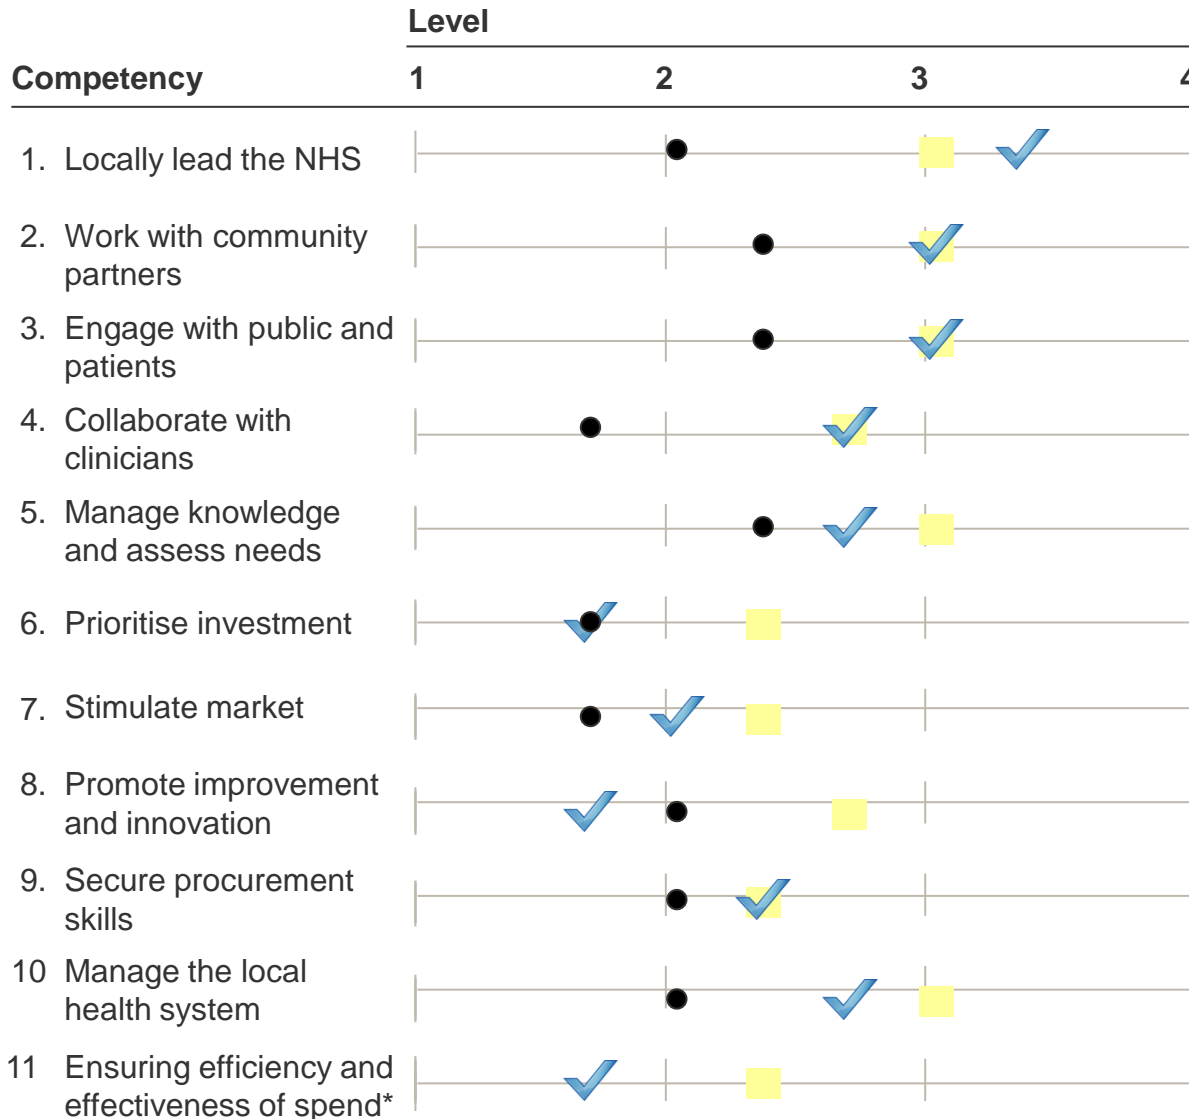 Level
Competency 1 2 3 4
1. Locally lead the NHS
2. Work with community
partners
3. Engage with public and
patients
4. Collaborate with
clinicians
5. Manage knowledge
and assess needs
6. Prioritise investment
7. Stimulate market
8. Promote improvement
and innovation
9. Secure procurement
skills
10 Manage the local
health system
11 Ensuring efficiency and
effectiveness of spend*